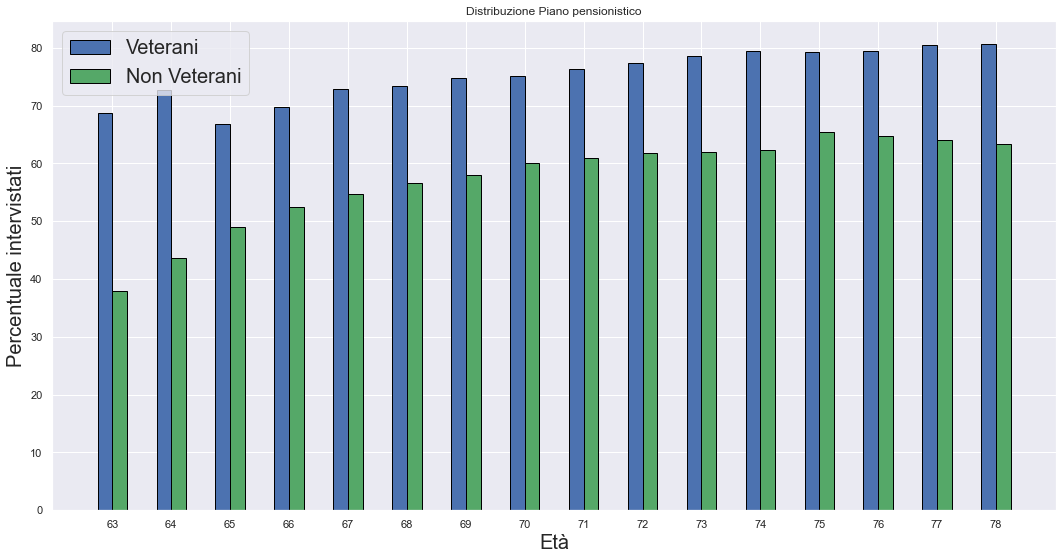 Distribuzione Piano pensionistico
Veterani
Non Veterani
Percentuale intervistati
80
70
60
50
40
30
20
10
0
63 64 65 66 67 68 69 70 71 72 73 74 75 76 77 78
Età